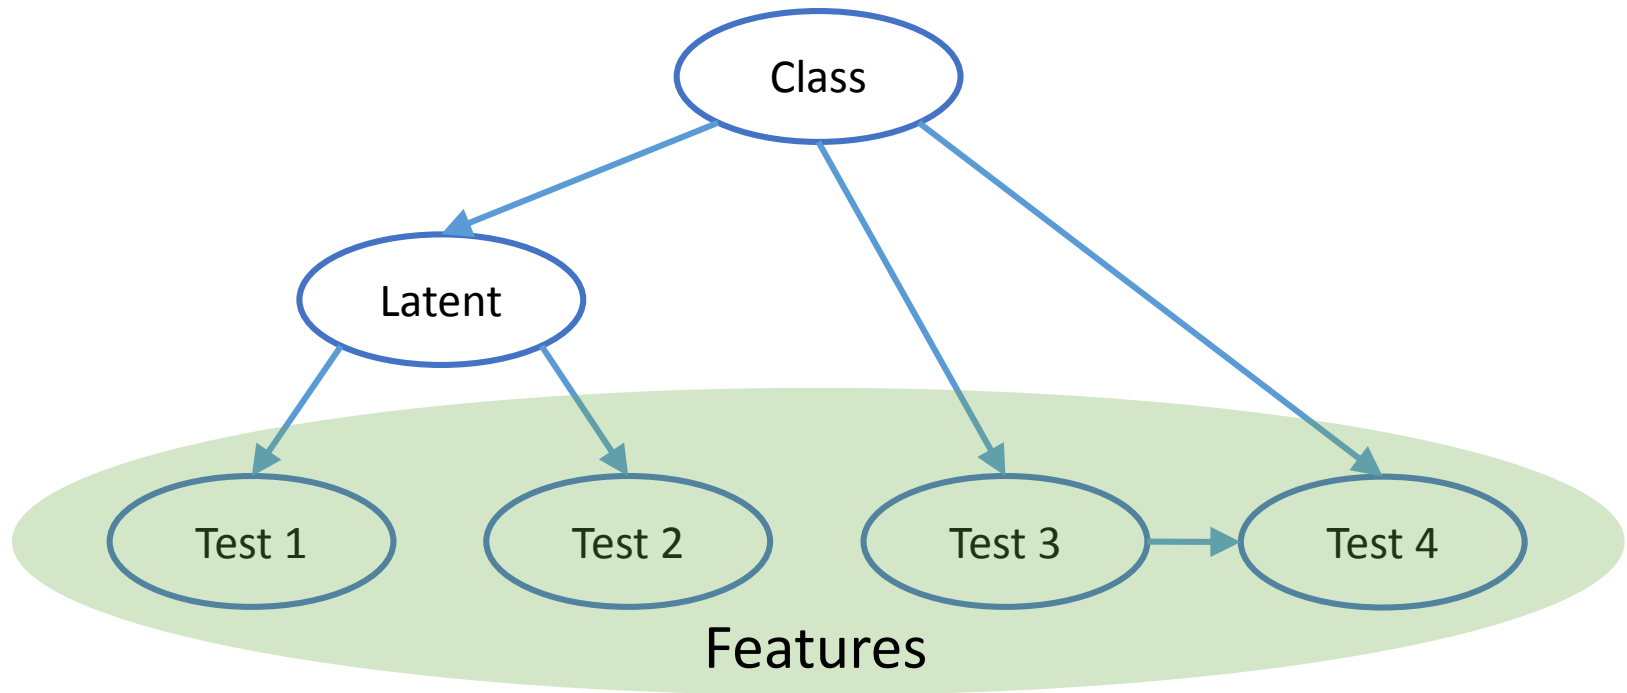 Class
Latent
Test 1
Test 2
Test 3
Test 4
Features